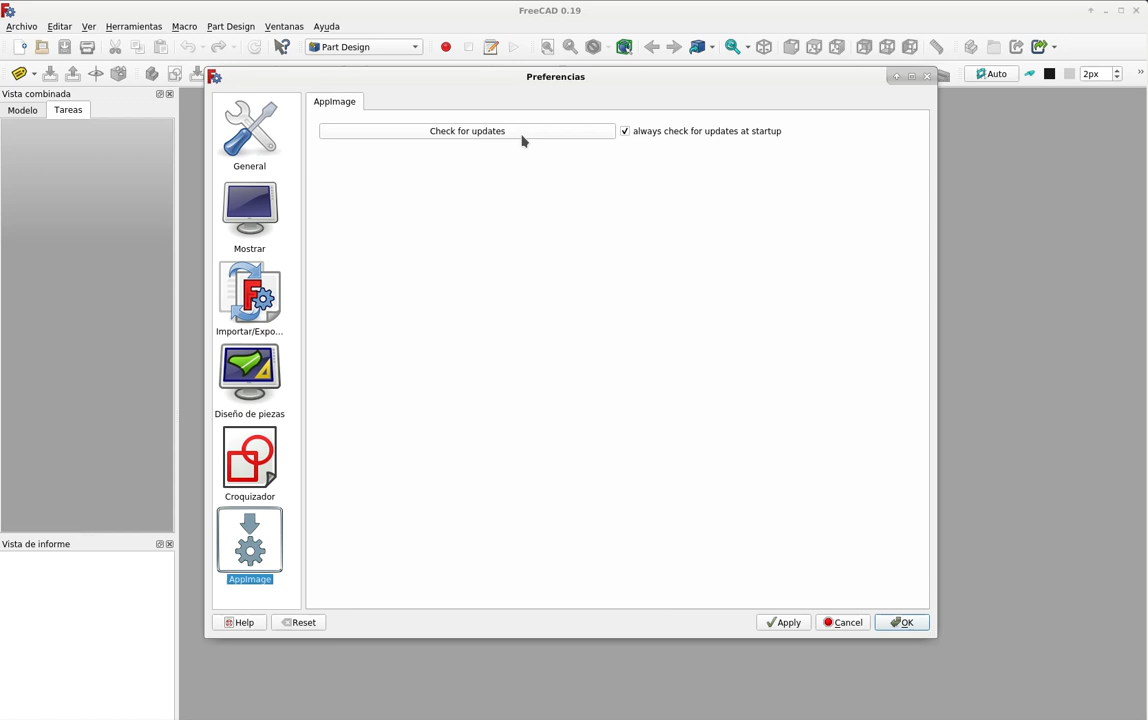 FreeCAD 0.19
Archivo Editar Ver Herramientas Macro Part Design Ventanas Ayuda
Part Design
Auto 2px
Vista combinada
Modelo Tareas
Preferencias
AppImage
Check for updates always check for updates at startup
General
Mostrar
Importar/Expo...
Diseño de piezas
Croquizador
AppImage
Vista de informe
Help Reset Apply Cancel OK